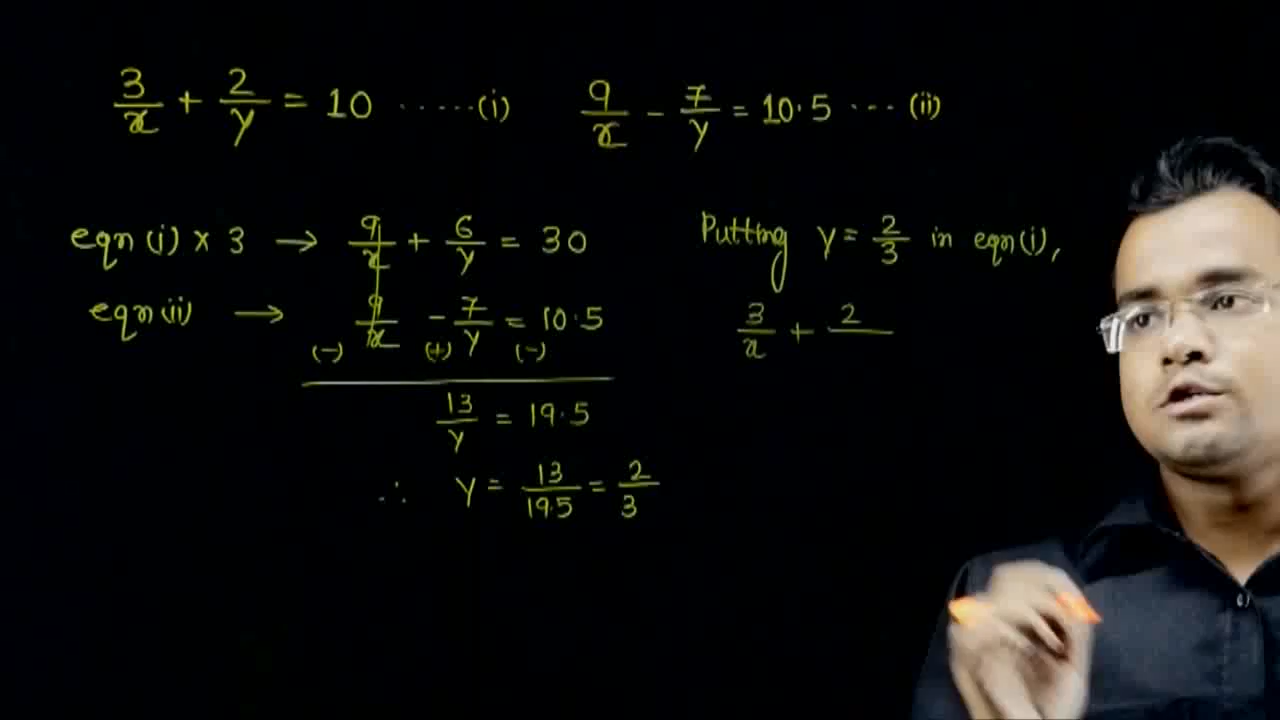 3/x + 2/y = 10 ......(i)
9/x - 7/y = 10.5 ... (ii)
eqn (i) x 3 → 9/x + 6/y = 30
eqn(ii) → 9/x - 7/y = 10.5
(-) (+) (-)
13/y = 19.5
∴ y = 13/19.5 = 2/3
Putting y = 2/3 in eqn(i),
3/x + 2/